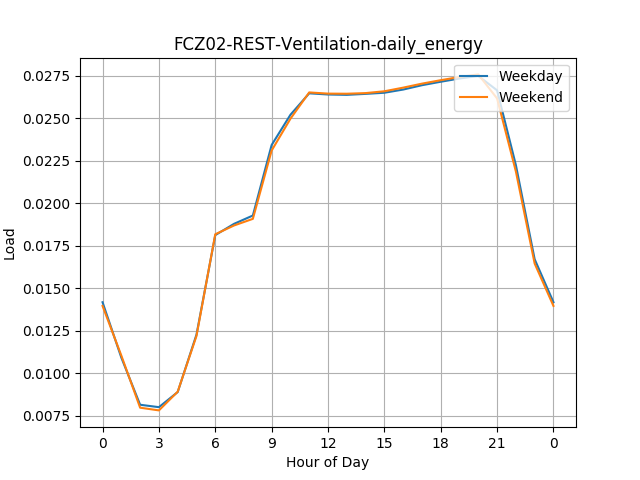 FCZ02-REST-Ventilation-daily_energy
Weekday
Weekend
0.0275
0.0250
0.0225
0.0200
0.0175
0.0150
0.0125
0.0100
0.0075
Load
0 3 6 9 12 15 18 21 0
Hour of Day